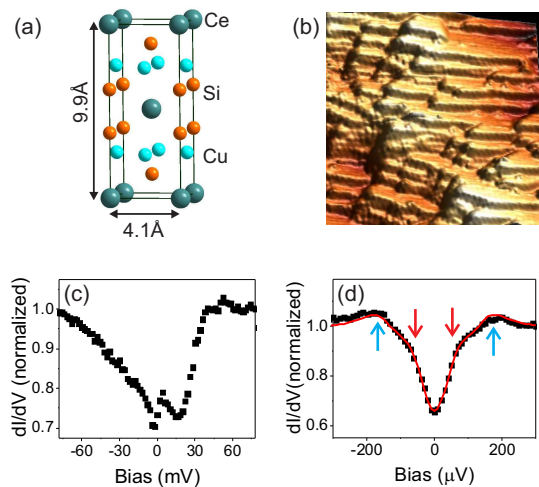 (a)
Ce
Si
Cu
9.9Å
4.1Å
(b)
(c)
dI/dV (normalized)
1.0
0.9
0.8
0.7
-60
-30
0
30
60
Bias (mV)
(d)
dI/dV(normalized)
1.0
0.8
0.6
-200
0
200
Bias (µV)